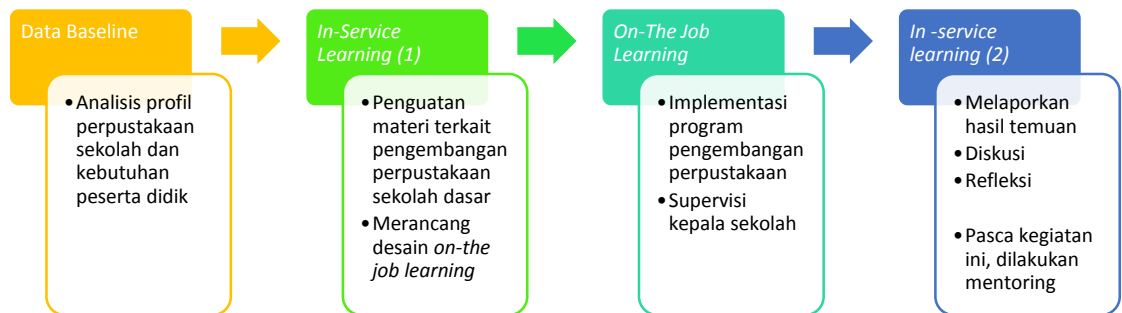 Data Baseline
• Analisis profil
perpustakaan
sekolah dan
kebutuhan
peserta didik
In-Service
Learning (1)
• Penguatan
materi terkait
pengembangan
perpustakaan
sekolah dasar
• Merancang
desain on-the
job learning
On-The Job
Learning
• Implementasi
program
pengembangan
perpustakaan
• Supervisi
kepala sekolah
In -service
learning (2)
• Melaporkan
hasil temuan
• Diskusi
• Refleksi
• Pasca kegiatan
ini, dilakukan
mentoring